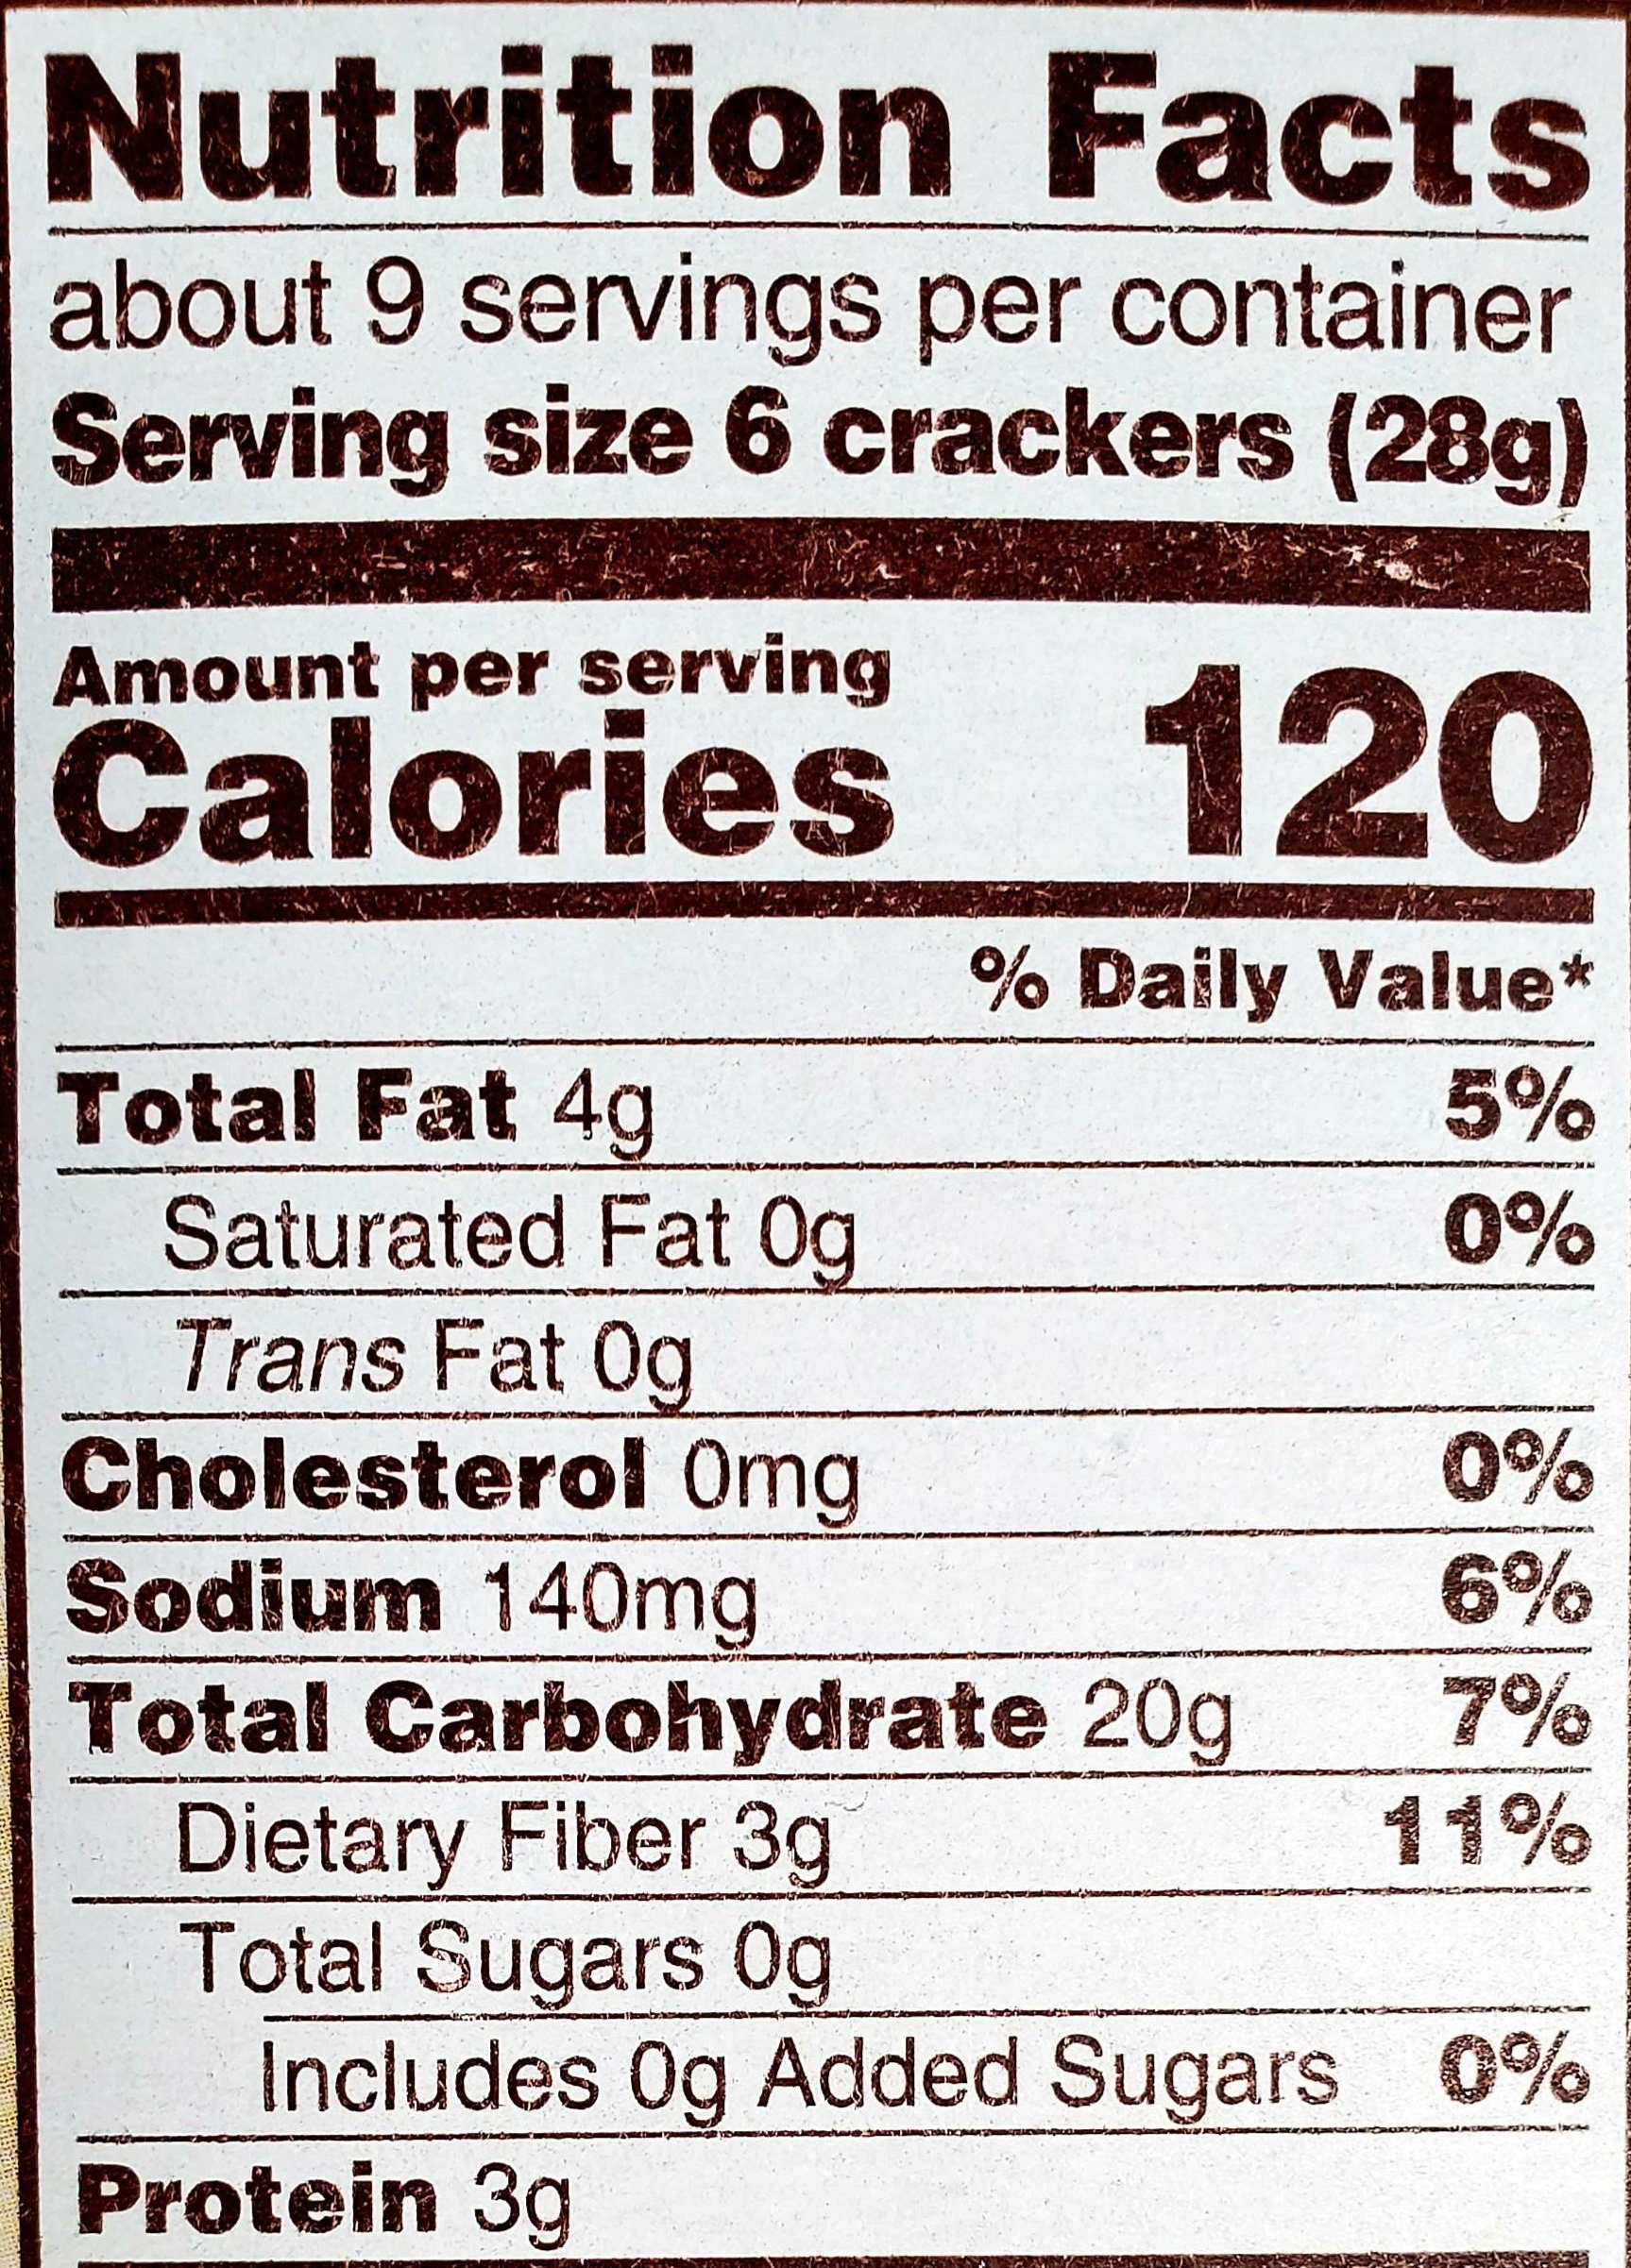 Nutrition Facts
about 9 servings per container
Serving size 6 crackers (28g)
Amount per serving
Calories 120
% Daily Value*
Total Fat 4g 5%
Saturated Fat 0g 0%
Trans Fat 0g
Cholesterol 0mg 0%
Sodium 140mg 6%
Total Carbohydrate 20g 7%
Dietary Fiber 3g 11%
Total Sugars 0g
Includes 0g Added Sugars 0%
Protein 3g